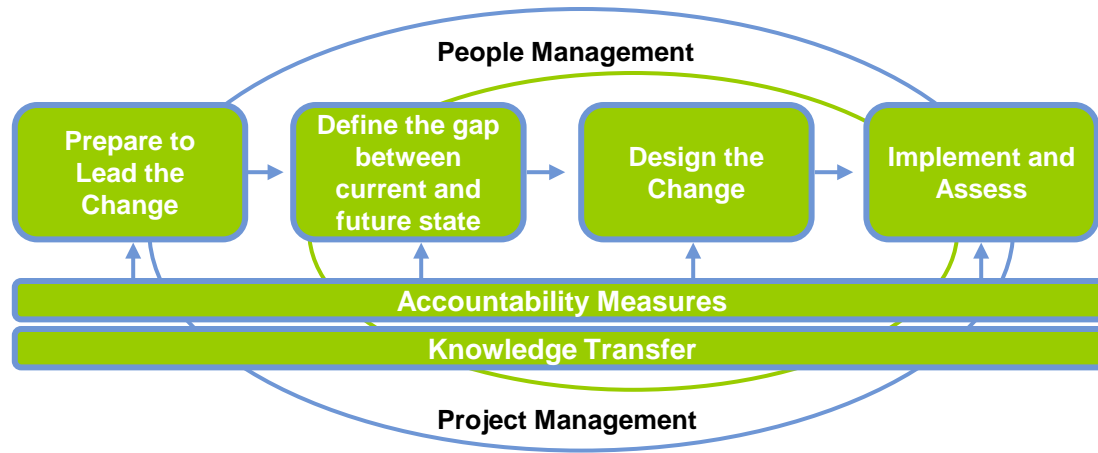 People Management
Prepare to
Lead the
Change
Define the gap
between
current and
future state
Design the
Change
Implement and
Assess
Accountability Measures
Knowledge Transfer
Project Management